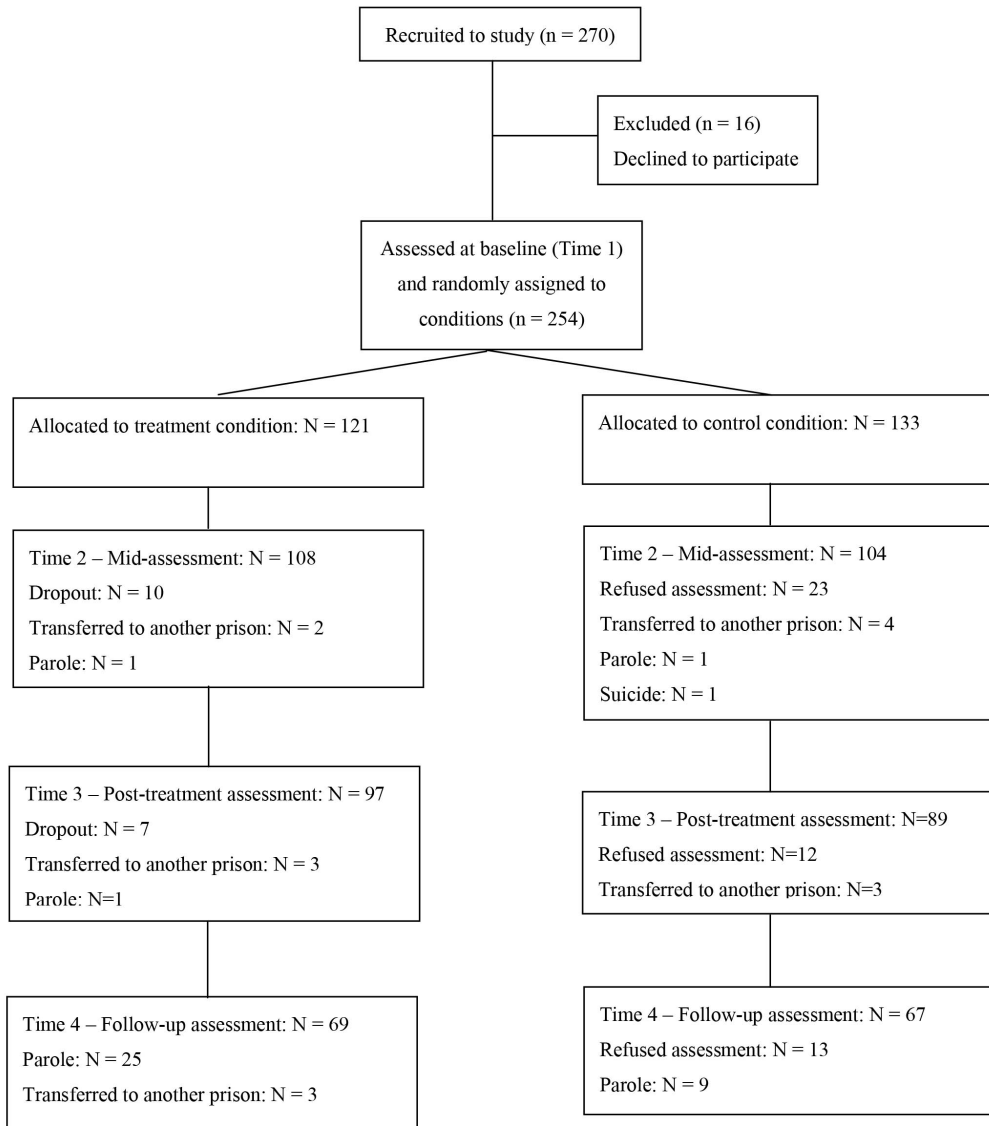 Recruited to study (n = 270)
Excluded (n = 16)
Declined to participate
Assessed at baseline (Time 1)
and randomly assigned to
conditions (n = 254)
Allocated to treatment condition: N = 121
Allocated to control condition: N = 133
Time 2 – Mid-assessment: N = 108
Dropout: N = 10
Transferred to another prison: N = 2
Parole: N = 1
Time 2 – Mid-assessment: N = 104
Refused assessment: N = 23
Transferred to another prison: N = 4
Parole: N = 1
Suicide: N = 1
Time 3 – Post-treatment assessment: N = 97
Dropout: N = 7
Transferred to another prison: N = 3
Parole: N=1
Time 3 – Post-treatment assessment: N=89
Refused assessment: N=12
Transferred to another prison: N=3
Time 4 – Follow-up assessment: N = 69
Parole: N = 25
Transferred to another prison: N = 3
Time 4 – Follow-up assessment: N = 67
Refused assessment: N = 13
Parole: N = 9